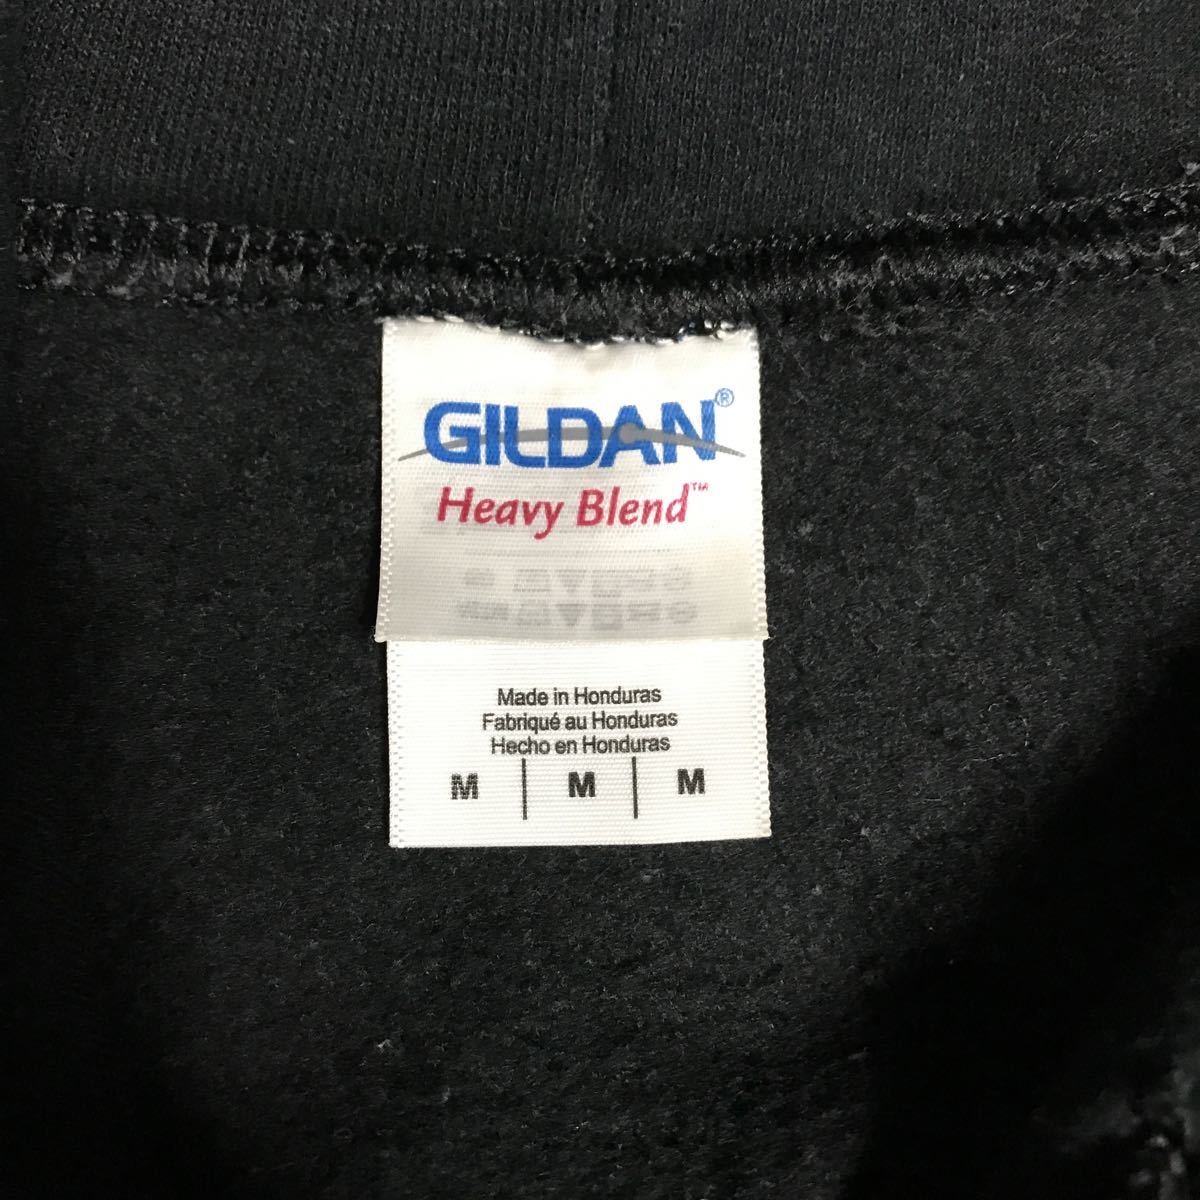 GILDAN®
Heavy Blend™
Made in Honduras
Fabriqué au Honduras
Hecho en Honduras
M | M | M